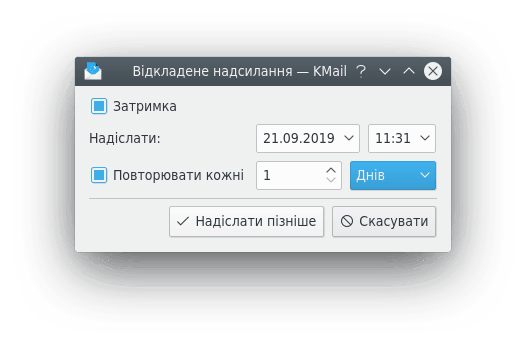 Відкладене надсилання — KMail
Затримка
Надіслати: 21.09.2019 11:31
Повторювати кожні 1 Днів
Надіслати пізніше Скасувати